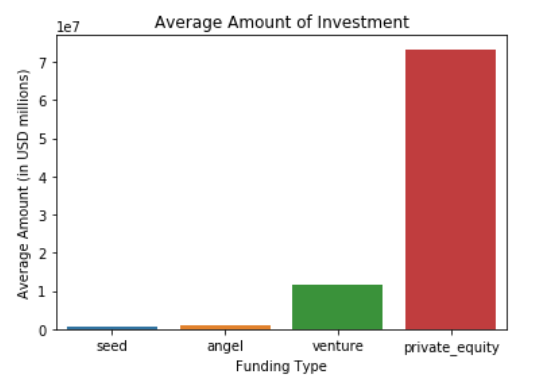 Average Amount of Investment
1e7
Average Amount (in USD millions)
7
6
5
4
3
2
1
0
seed angel venture private_equity
Funding Type